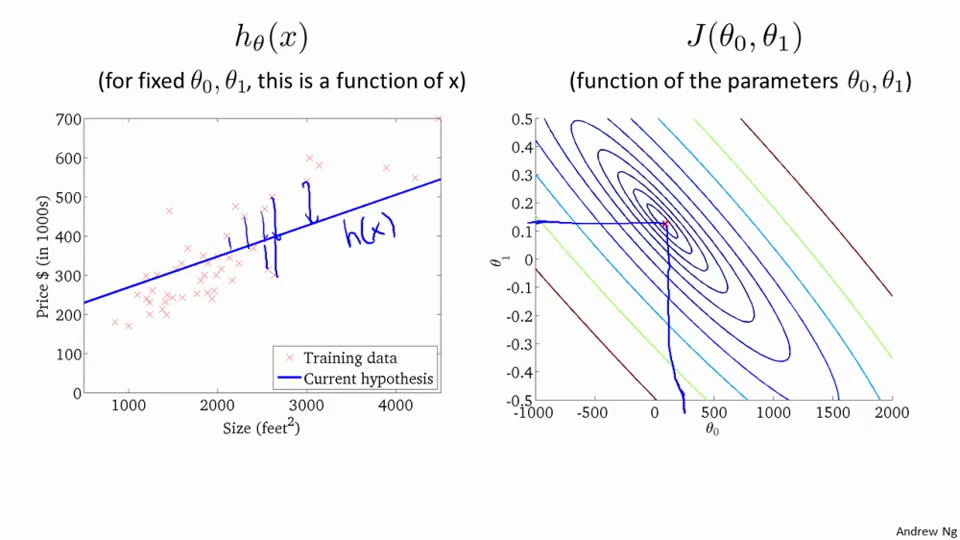 hθ(x)
(for fixed θ₀, θ₁, this is a function of x)
700
600
500
400
300
200
100
0
Price $ (in 1000s)
1000
2000
3000
4000
Size (feet²)
h(x)
Training data
Current hypothesis
J(θ₀, θ₁)
(function of the parameters θ₀, θ₁)
0.5
0.4
0.3
0.2
0.1
0
-0.1
-0.2
-0.3
-0.4
-0.5
θ₁
-1000
-500
0
500
1000
1500
2000
θ₀
Andrew Ng